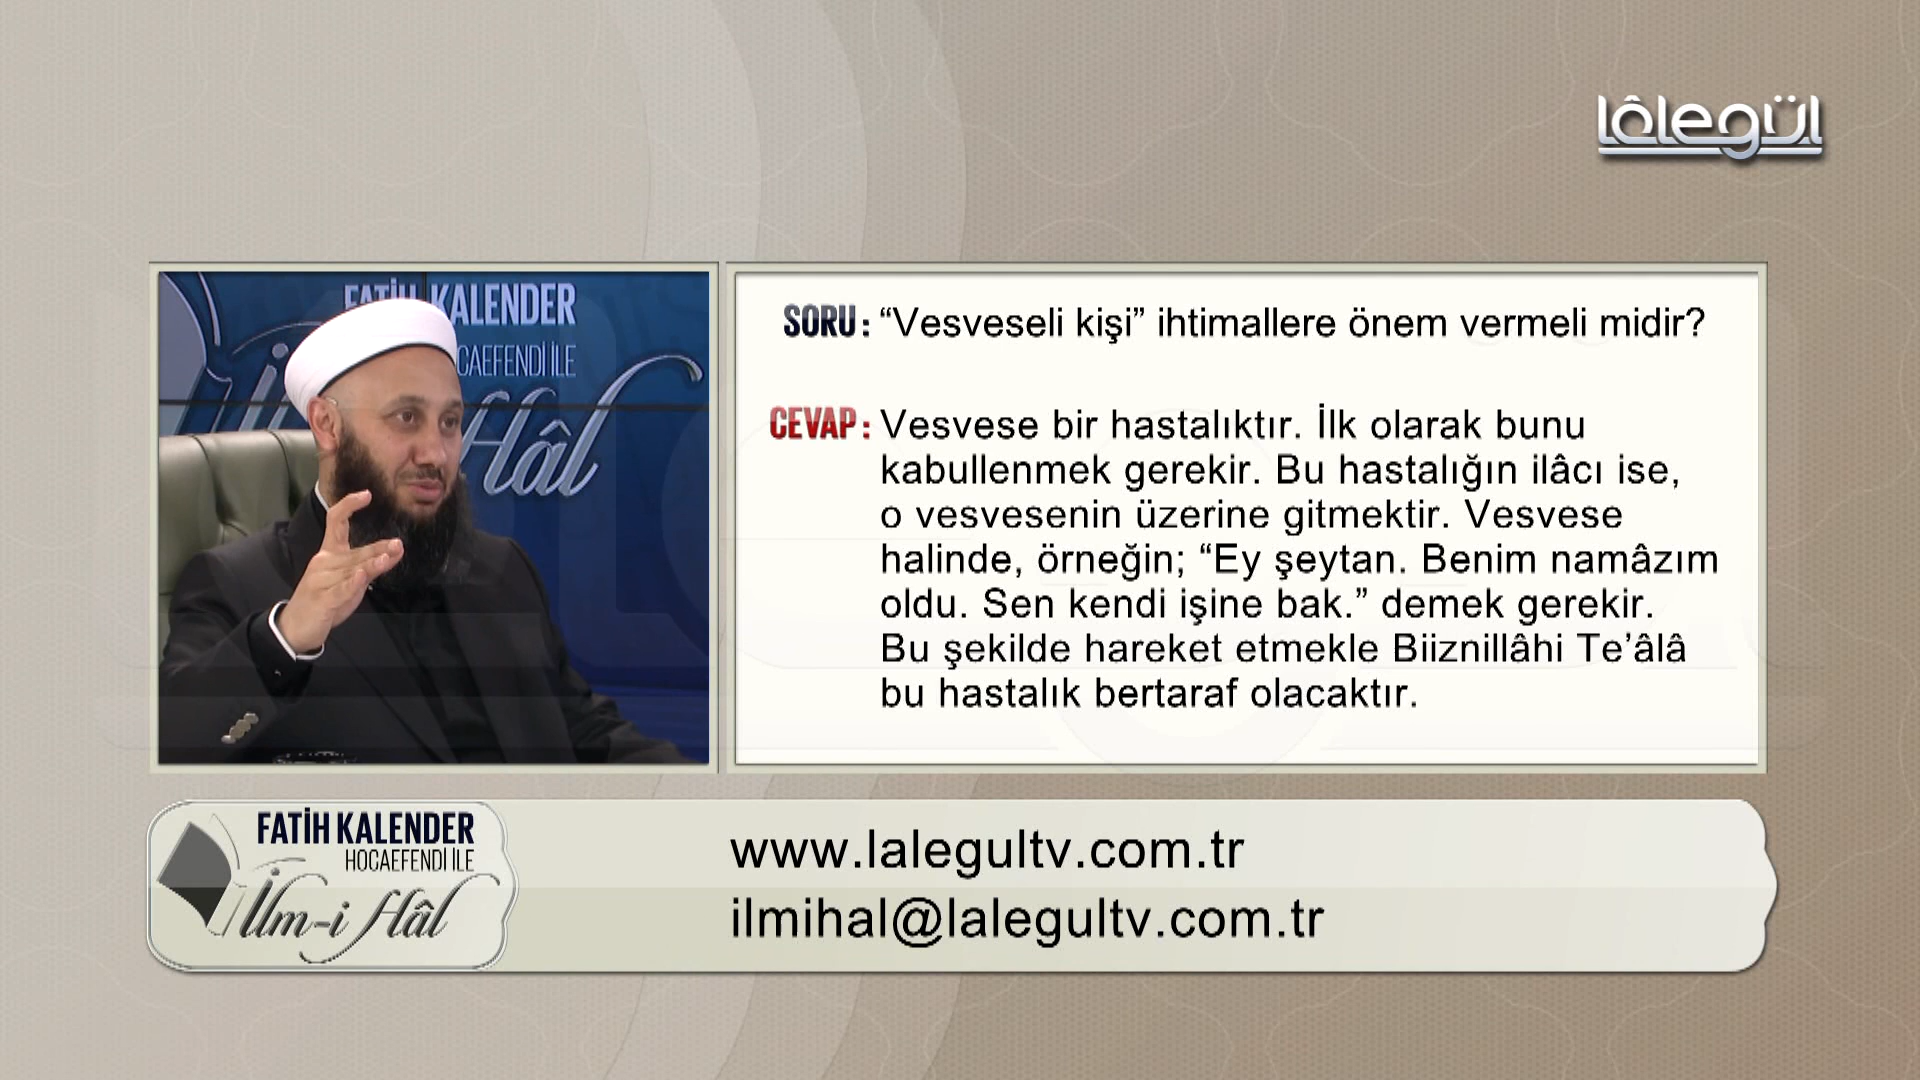 lâlegül
FATİH KALENDER
HOCAEFENDİ İLE
Hâl
SORU : “Vesveseli kişi” ihtimallere önem vermeli midir?
CEVAP : Vesvese bir hastalıktır. İlk olarak bunu
kabullenmek gerekir. Bu hastalığın ilâcı ise,
o vesvesenin üzerine gitmektir. Vesvese
halinde, örneğin; “Ey şeytan. Benim namâzım
oldu. Sen kendi işine bak.” demek gerekir.
Bu şekilde hareket etmekle Biiznillâhi Te’âlâ
bu hastalık bertaraf olacaktır.
FATİH KALENDER
HOCAEFENDİ İLE
İlm-i Hâl
www.lalegultv.com.tr
ilmihal@lalegultv.com.tr